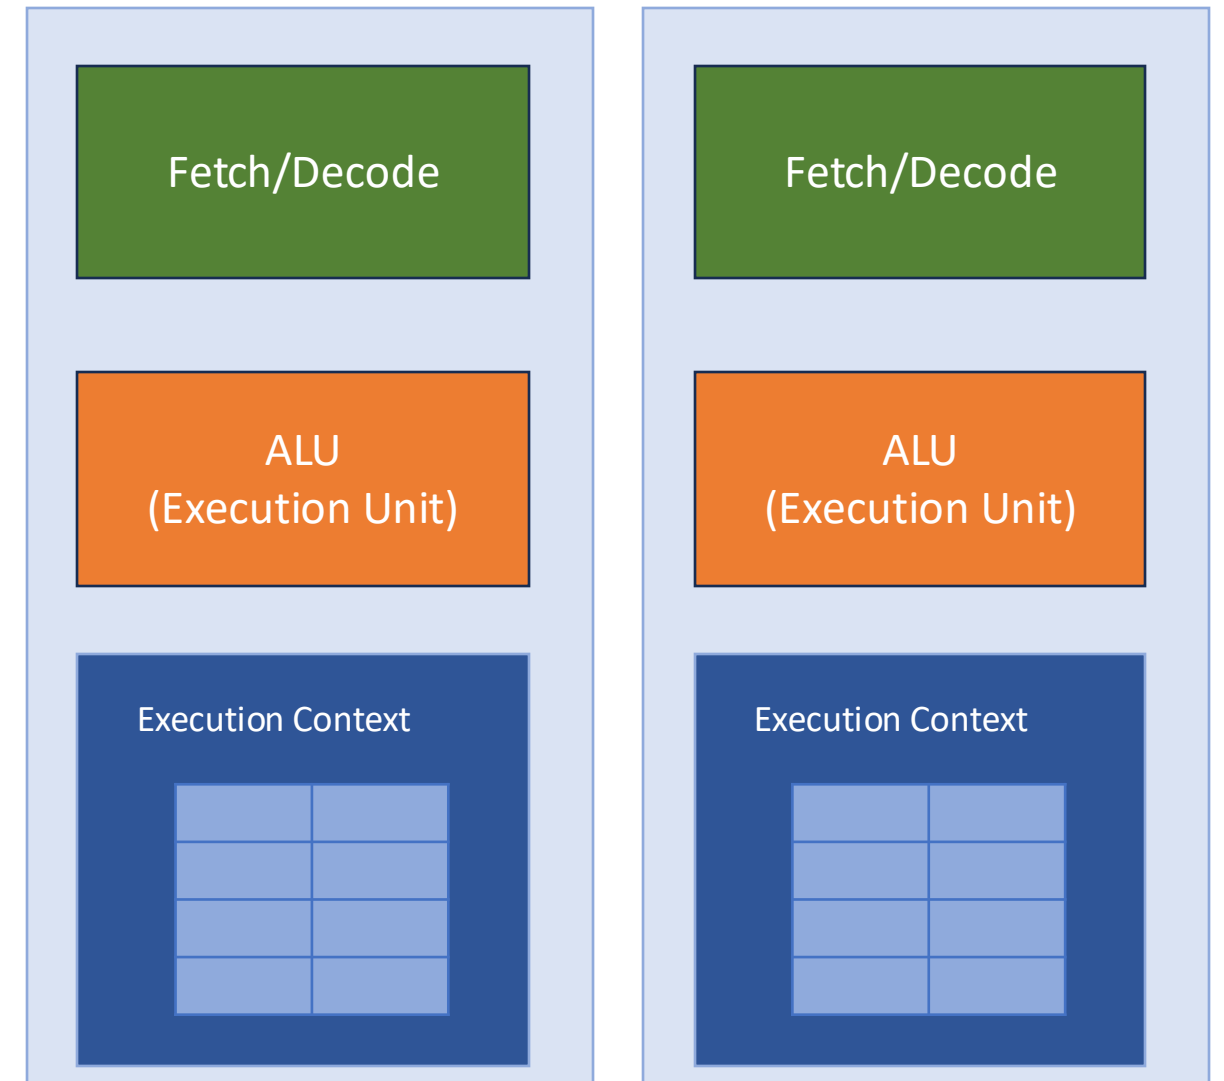 Fetch/Decode
ALU
(Execution Unit)
Execution Context
Fetch/Decode
ALU
(Execution Unit)
Execution Context